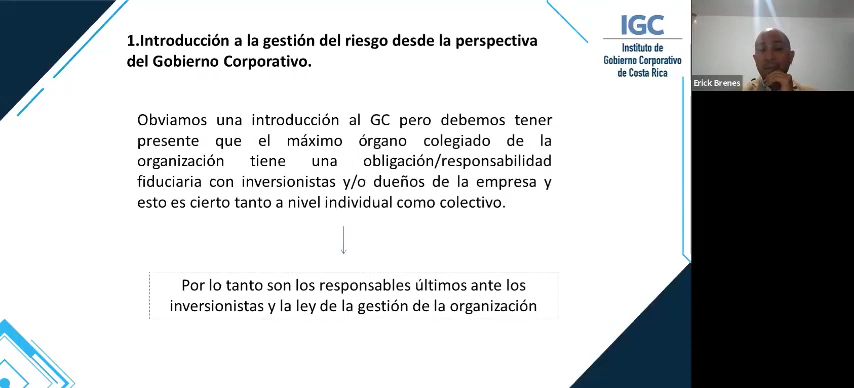 1.Introducción a la gestión del riesgo desde la perspectiva
del Gobierno Corporativo.
IGC
Instituto de
Gobierno Corporativo
de Costa Rica
Erick Brenes
Obviamos una introducción al GC pero debemos tener
presente que el máximo órgano colegiado de la
organización tiene una obligación/responsabilidad
fiduciaria con inversionistas y/o dueños de la empresa y
esto es cierto tanto a nivel individual como colectivo.
Por lo tanto son los responsables últimos ante los
inversionistas y la ley de la gestión de la organización